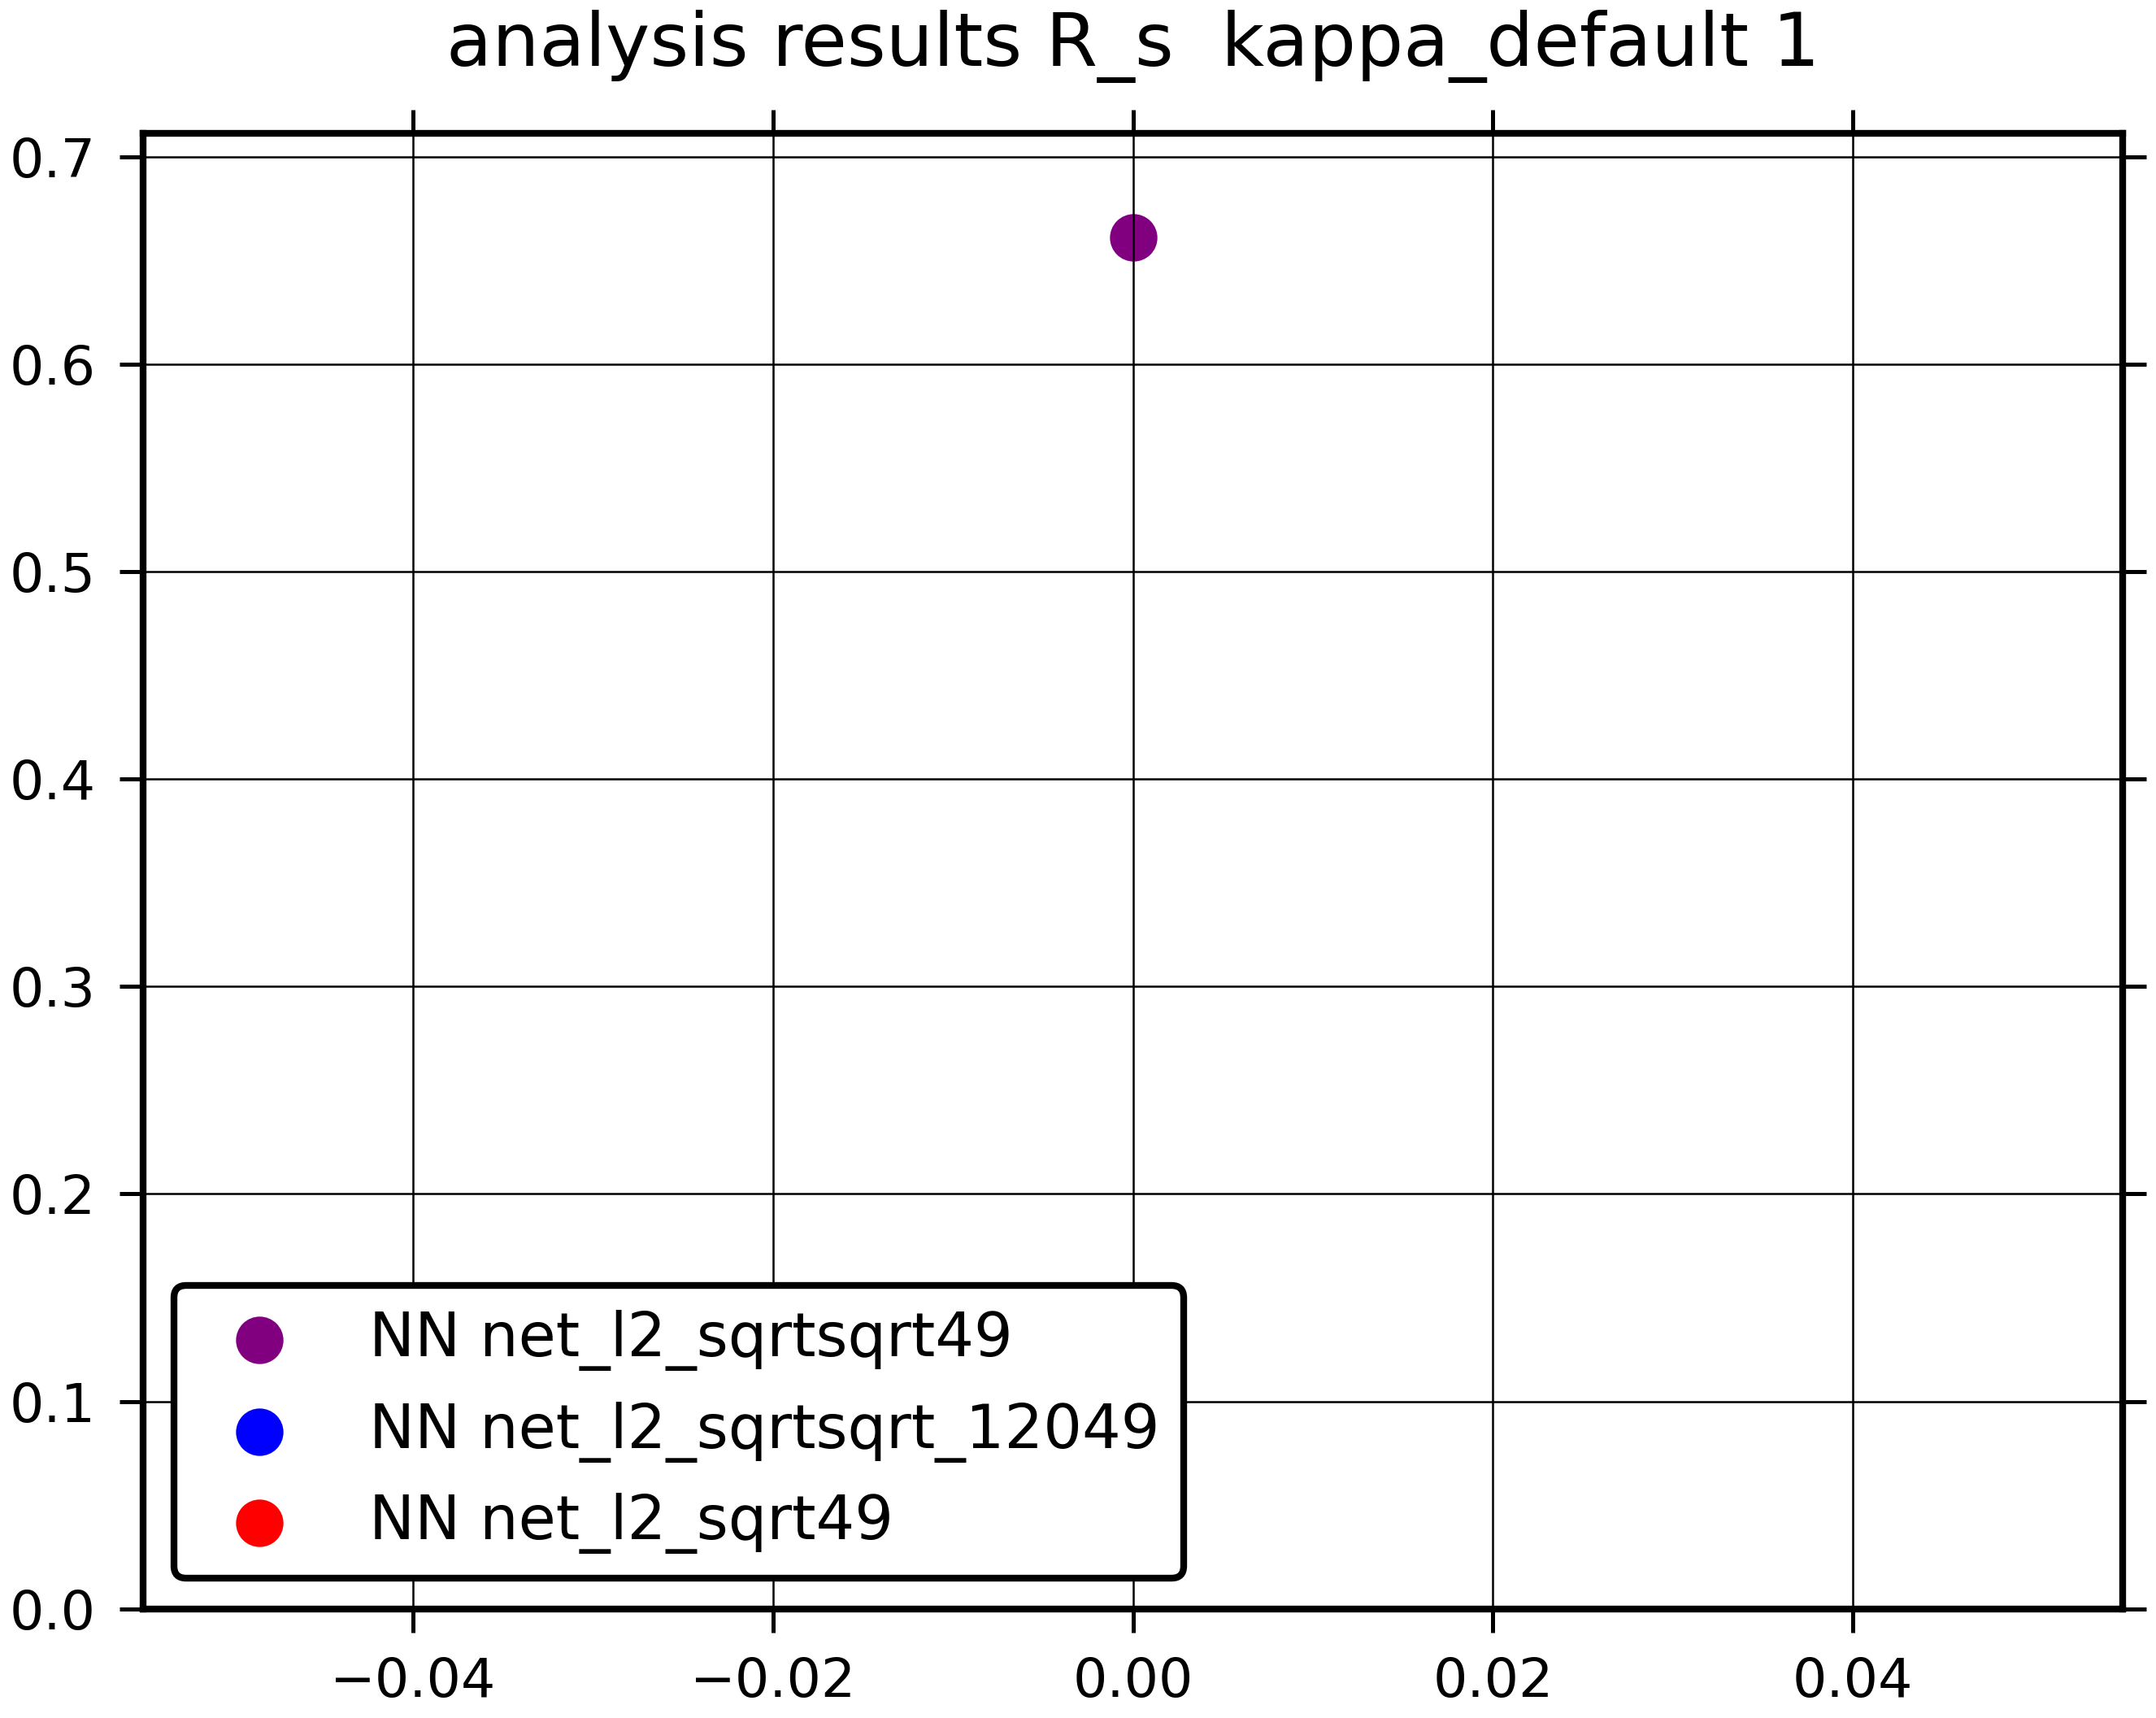 analysis results R_s  kappa_default 1
0.7
0.6
0.5
0.4
0.3
0.2
0.1
0.0
NN net_l2_sqrtsqrt49
NN net_l2_sqrtsqrt_12049
NN net_l2_sqrt49
−0.04 −0.02 0.00 0.02 0.04